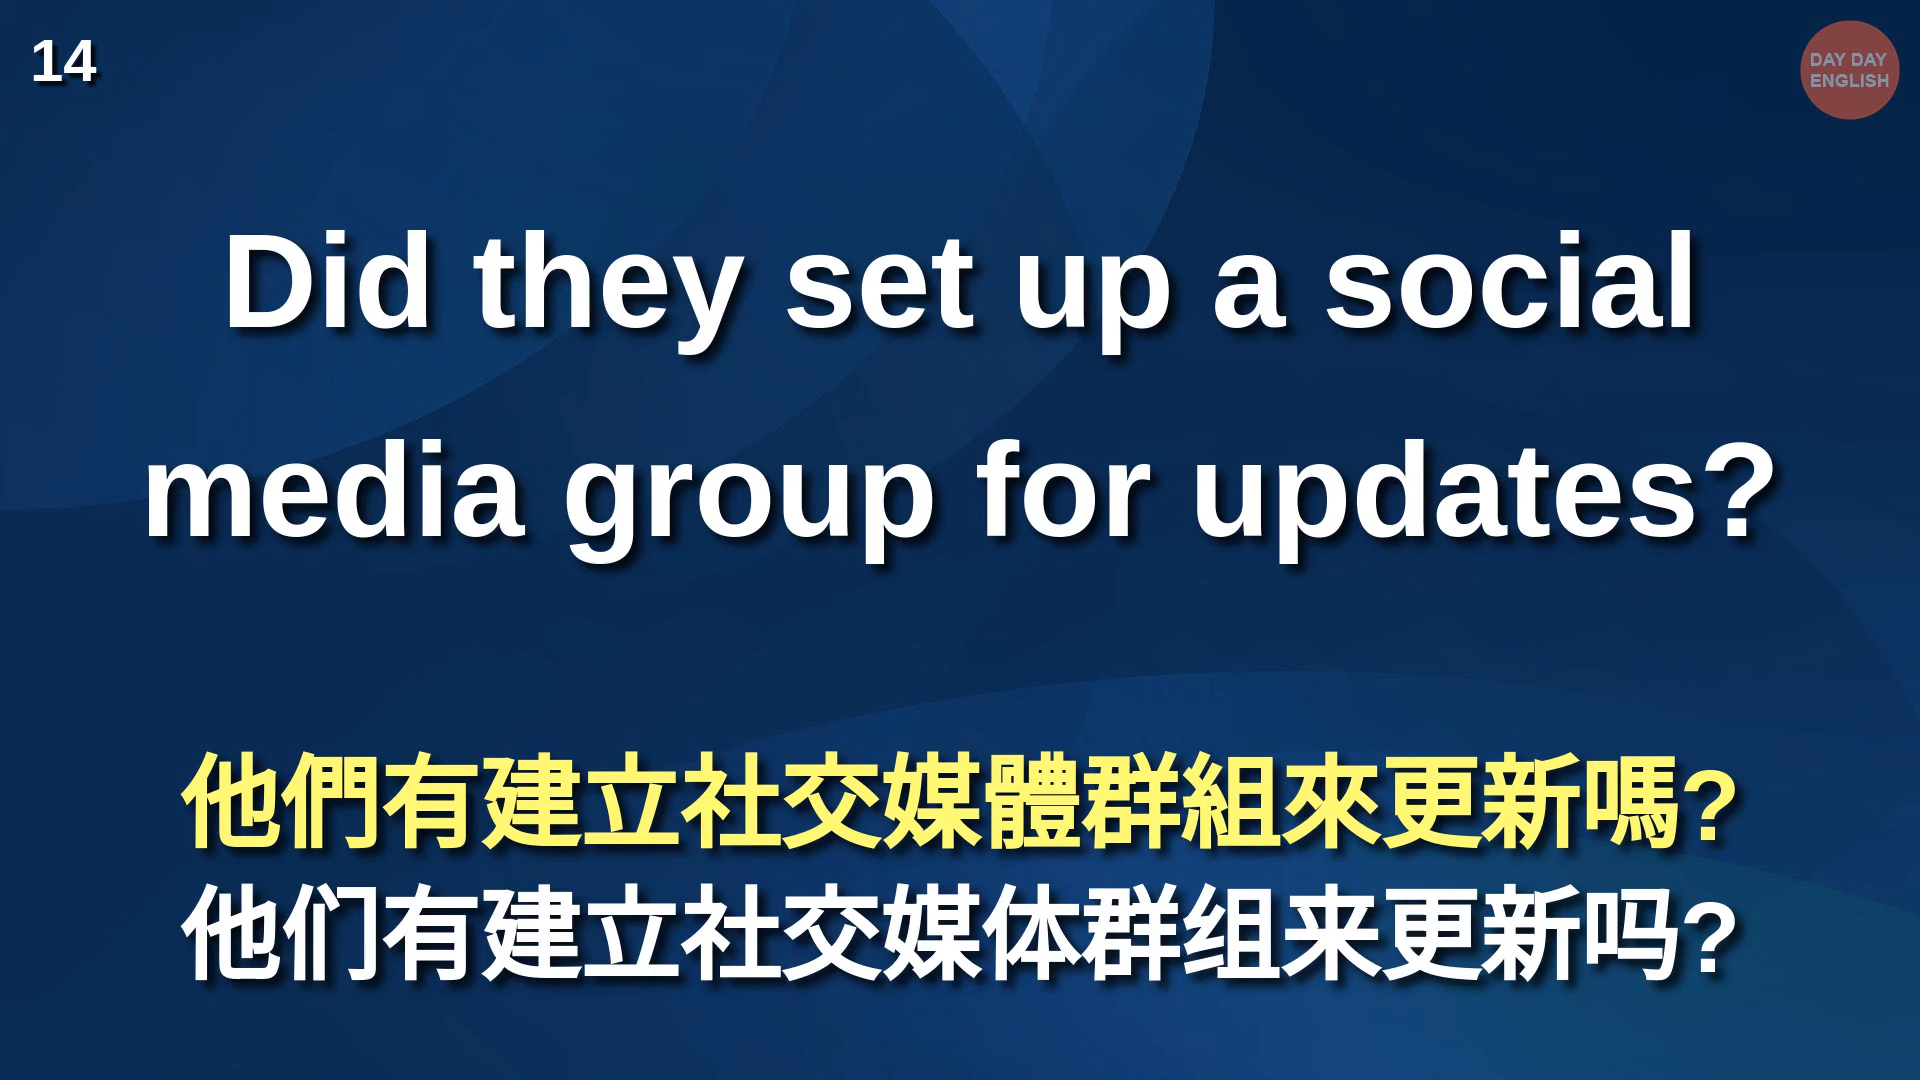 14
DAY DAY
ENGLISH
Did they set up a social
media group for updates?
他們有建立社交媒體群組來更新嗎?
他们有建立社交媒体群组来更新吗?